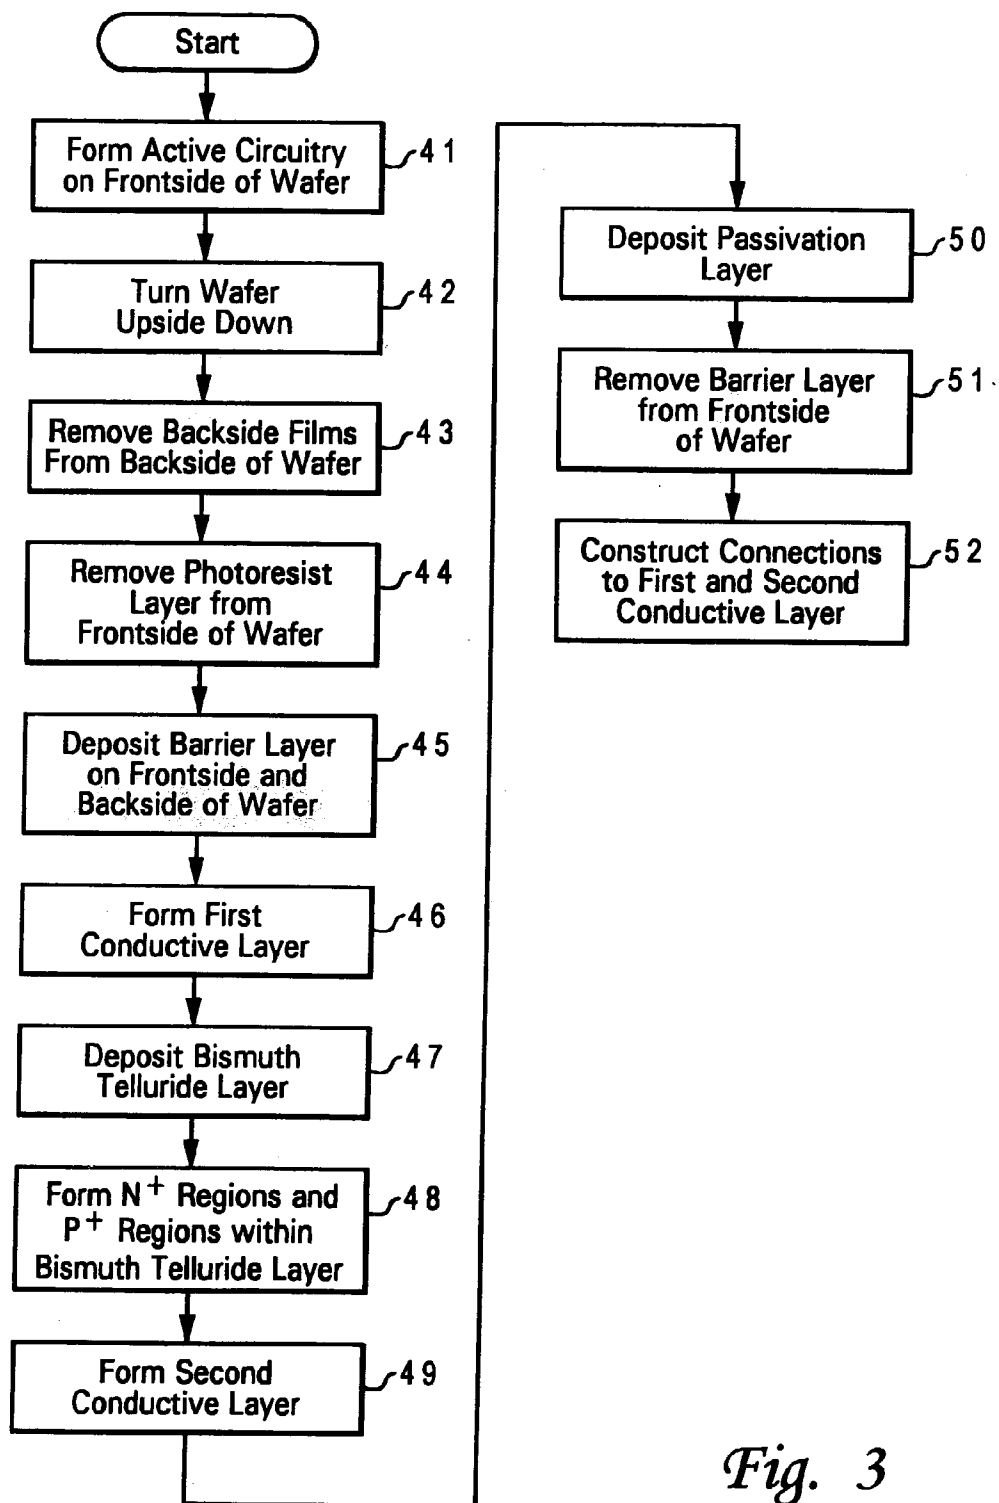 Start
Form Active Circuitry
on Frontside of Wafer
41
Turn Wafer
Upside Down
42
Remove Backside Films
From Backside of Wafer
43
Remove Photoresist
Layer from
Frontside of Wafer
44
Deposit Barrier Layer
on Frontside and
Backside of Wafer
45
Form First
Conductive Layer
46
Deposit Bismuth
Telluride Layer
47
Form N+ Regions and
P+ Regions within
Bismuth Telluride Layer
48
Form Second
Conductive Layer
49
Deposit Passivation
Layer
50
Remove Barrier Layer
from Frontside
of Wafer
51
Construct Connections
to First and Second
Conductive Layer
52
Fig. 3